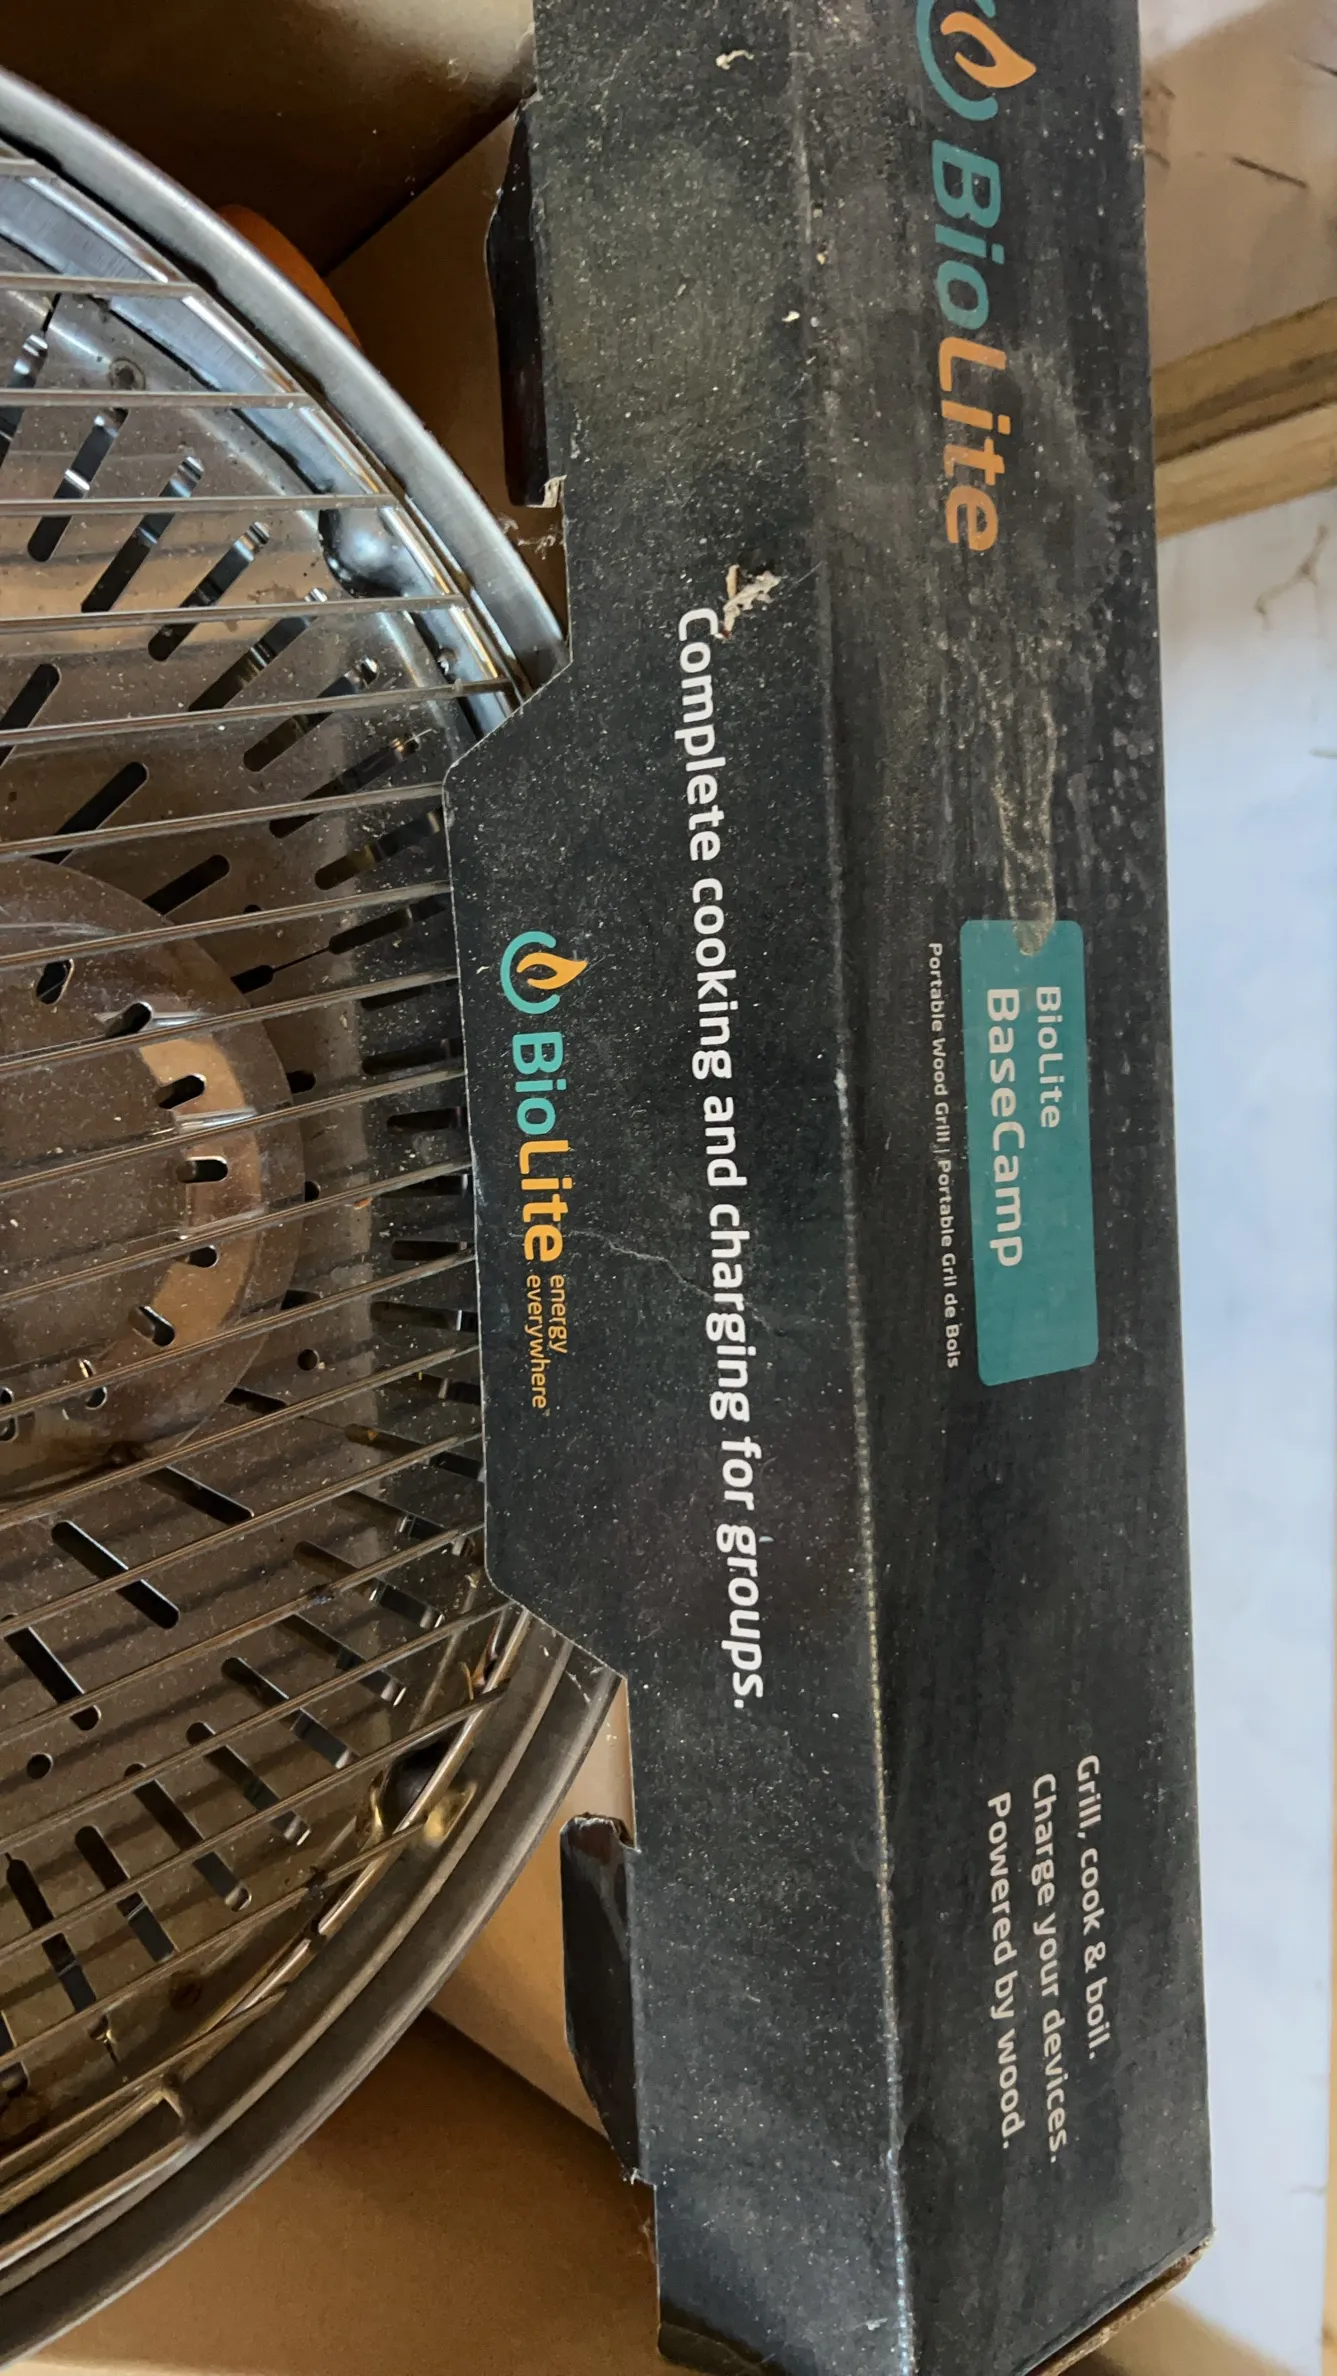 BioLite
BioLite
BaseCamp
Portable Wood Grill | Portable Gril de Bois
Grill, cook & boil.
Charge your devices.
Powered by wood.
Complete cooking and charging for groups.
BioLite energy
everywhere™